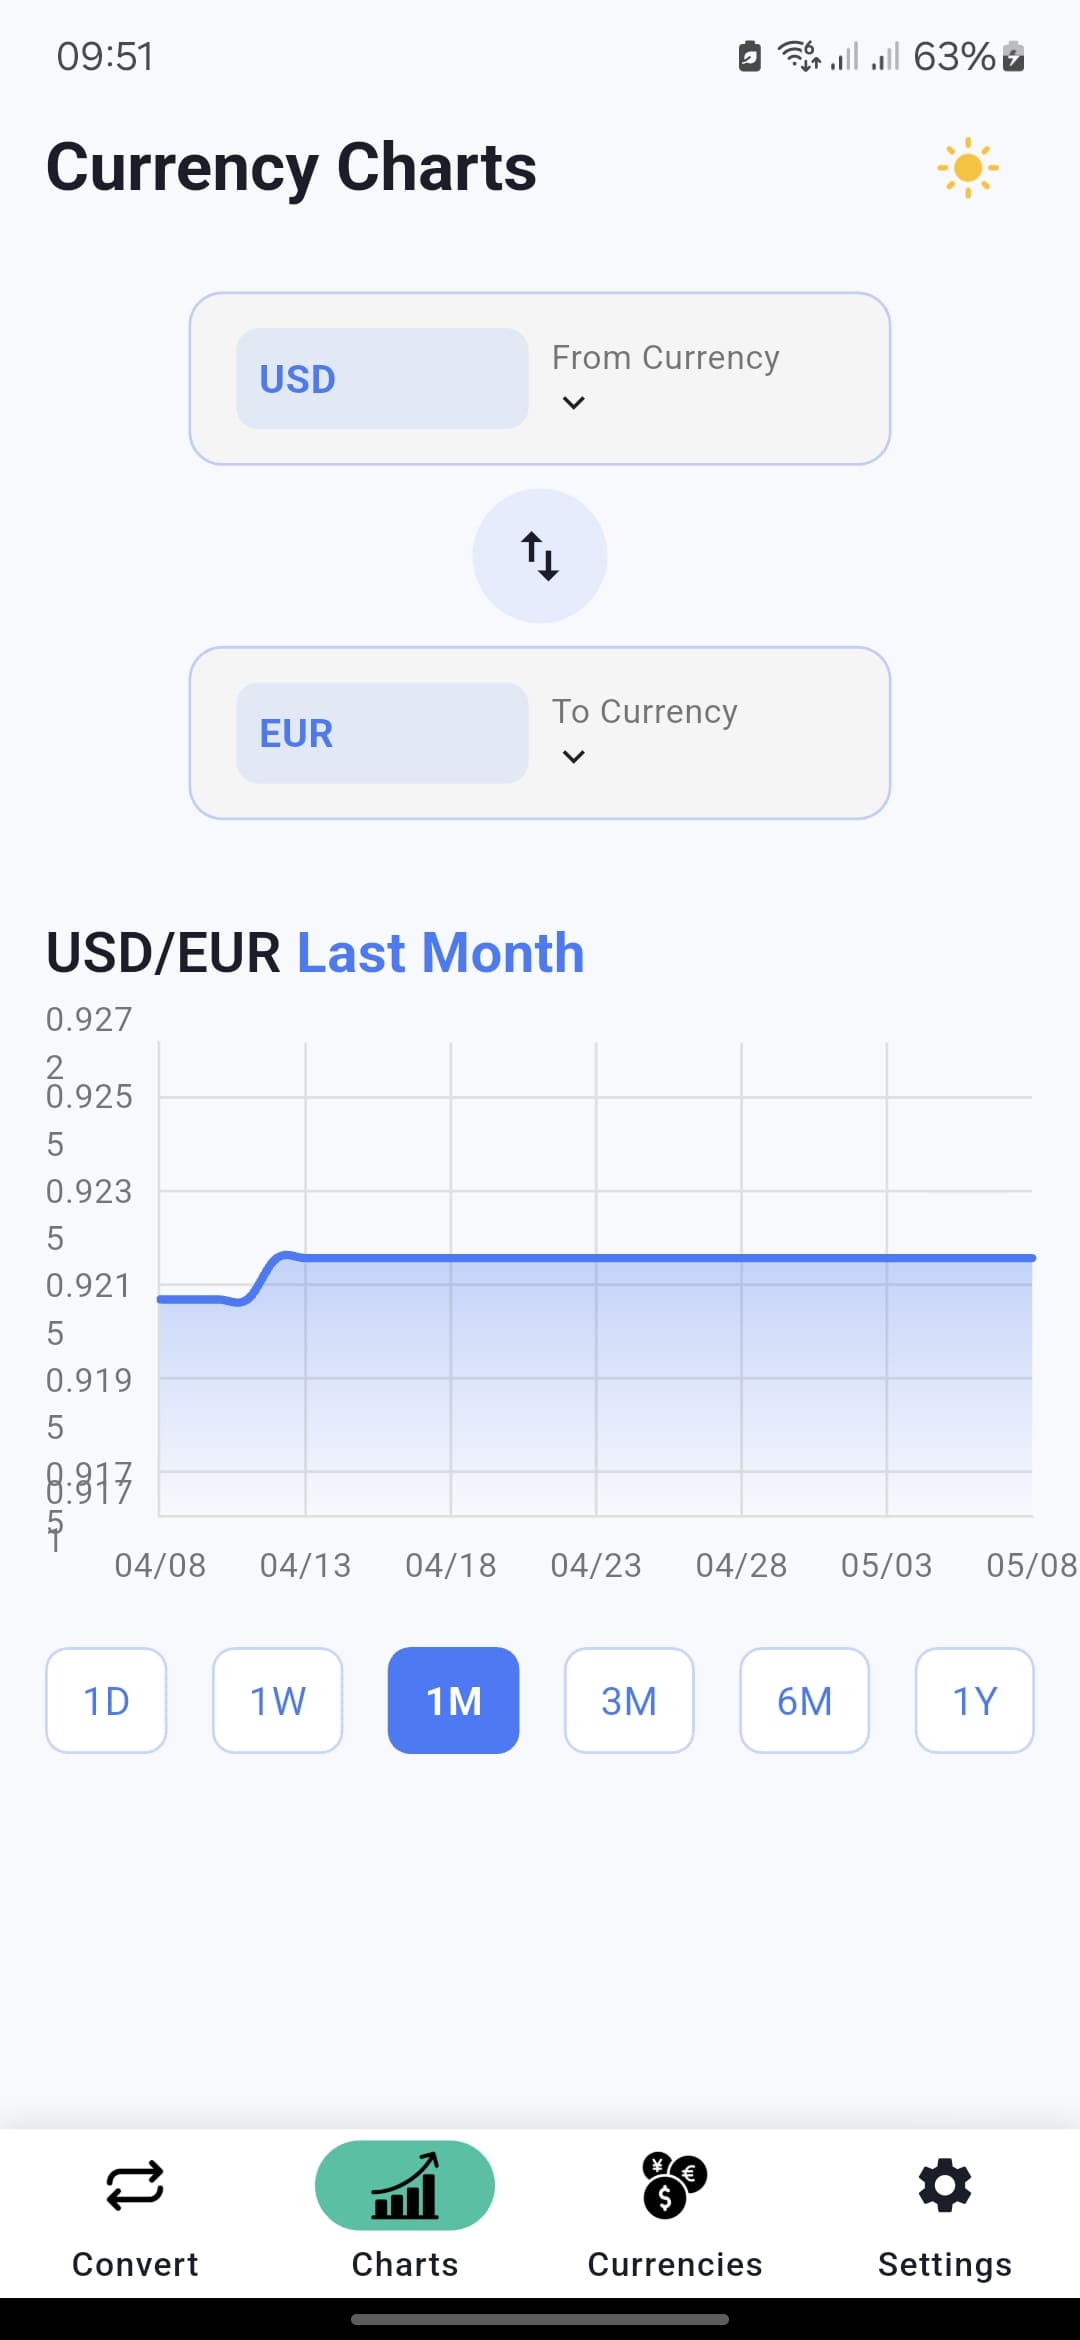 09:51 6 63%
Currency Charts
USD From Currency
EUR To Currency
USD/EUR Last Month
0.927
2
0.925
5
0.923
5
0.921
5
0.919
5
0.917
0.917
5
1
04/08 04/13 04/18 04/23 04/28 05/03 05/08
1D 1W 1M 3M 6M 1Y
¥ € $
Convert Charts Currencies Settings